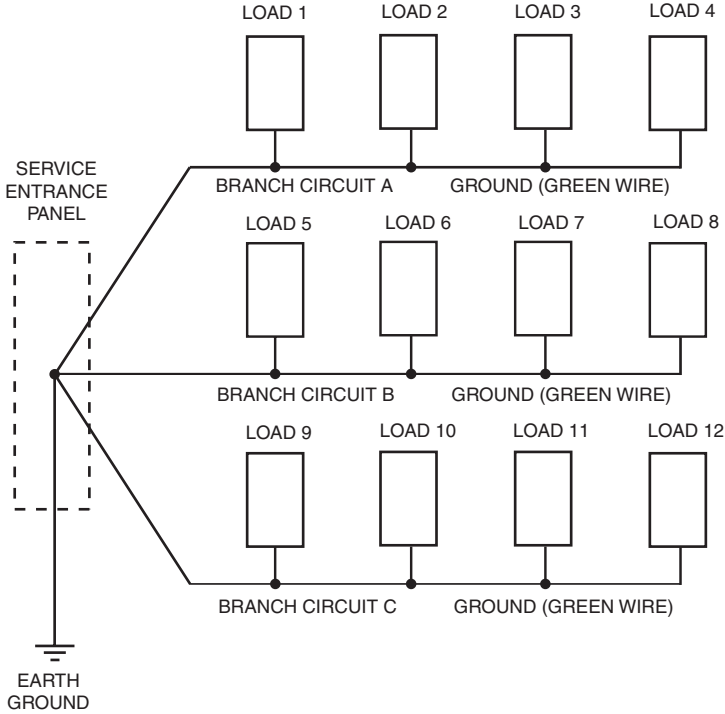 LOAD 1
LOAD 2
LOAD 3
LOAD 4
SERVICE
ENTRANCE
PANEL
BRANCH CIRCUIT A
GROUND (GREEN WIRE)
LOAD 5
LOAD 6
LOAD 7
LOAD 8
BRANCH CIRCUIT B
GROUND (GREEN WIRE)
LOAD 9
LOAD 10
LOAD 11
LOAD 12
BRANCH CIRCUIT C
GROUND (GREEN WIRE)
EARTH
GROUND